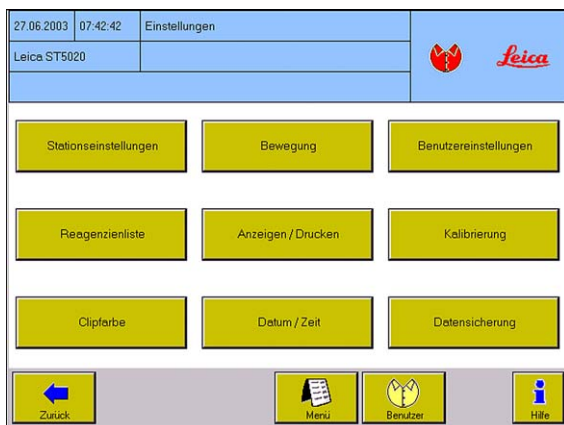 27.06.2003 07:42:42 Einstellungen
Leica ST5020
Leica
Stationseinstellungen Bewegung Benutzereinstellungen
Reagenzienliste Anzeigen / Drucken Kalibrierung
Clipfarbe Datum / Zeit Datensicherung
Zurück Menü Benutzer Hilfe